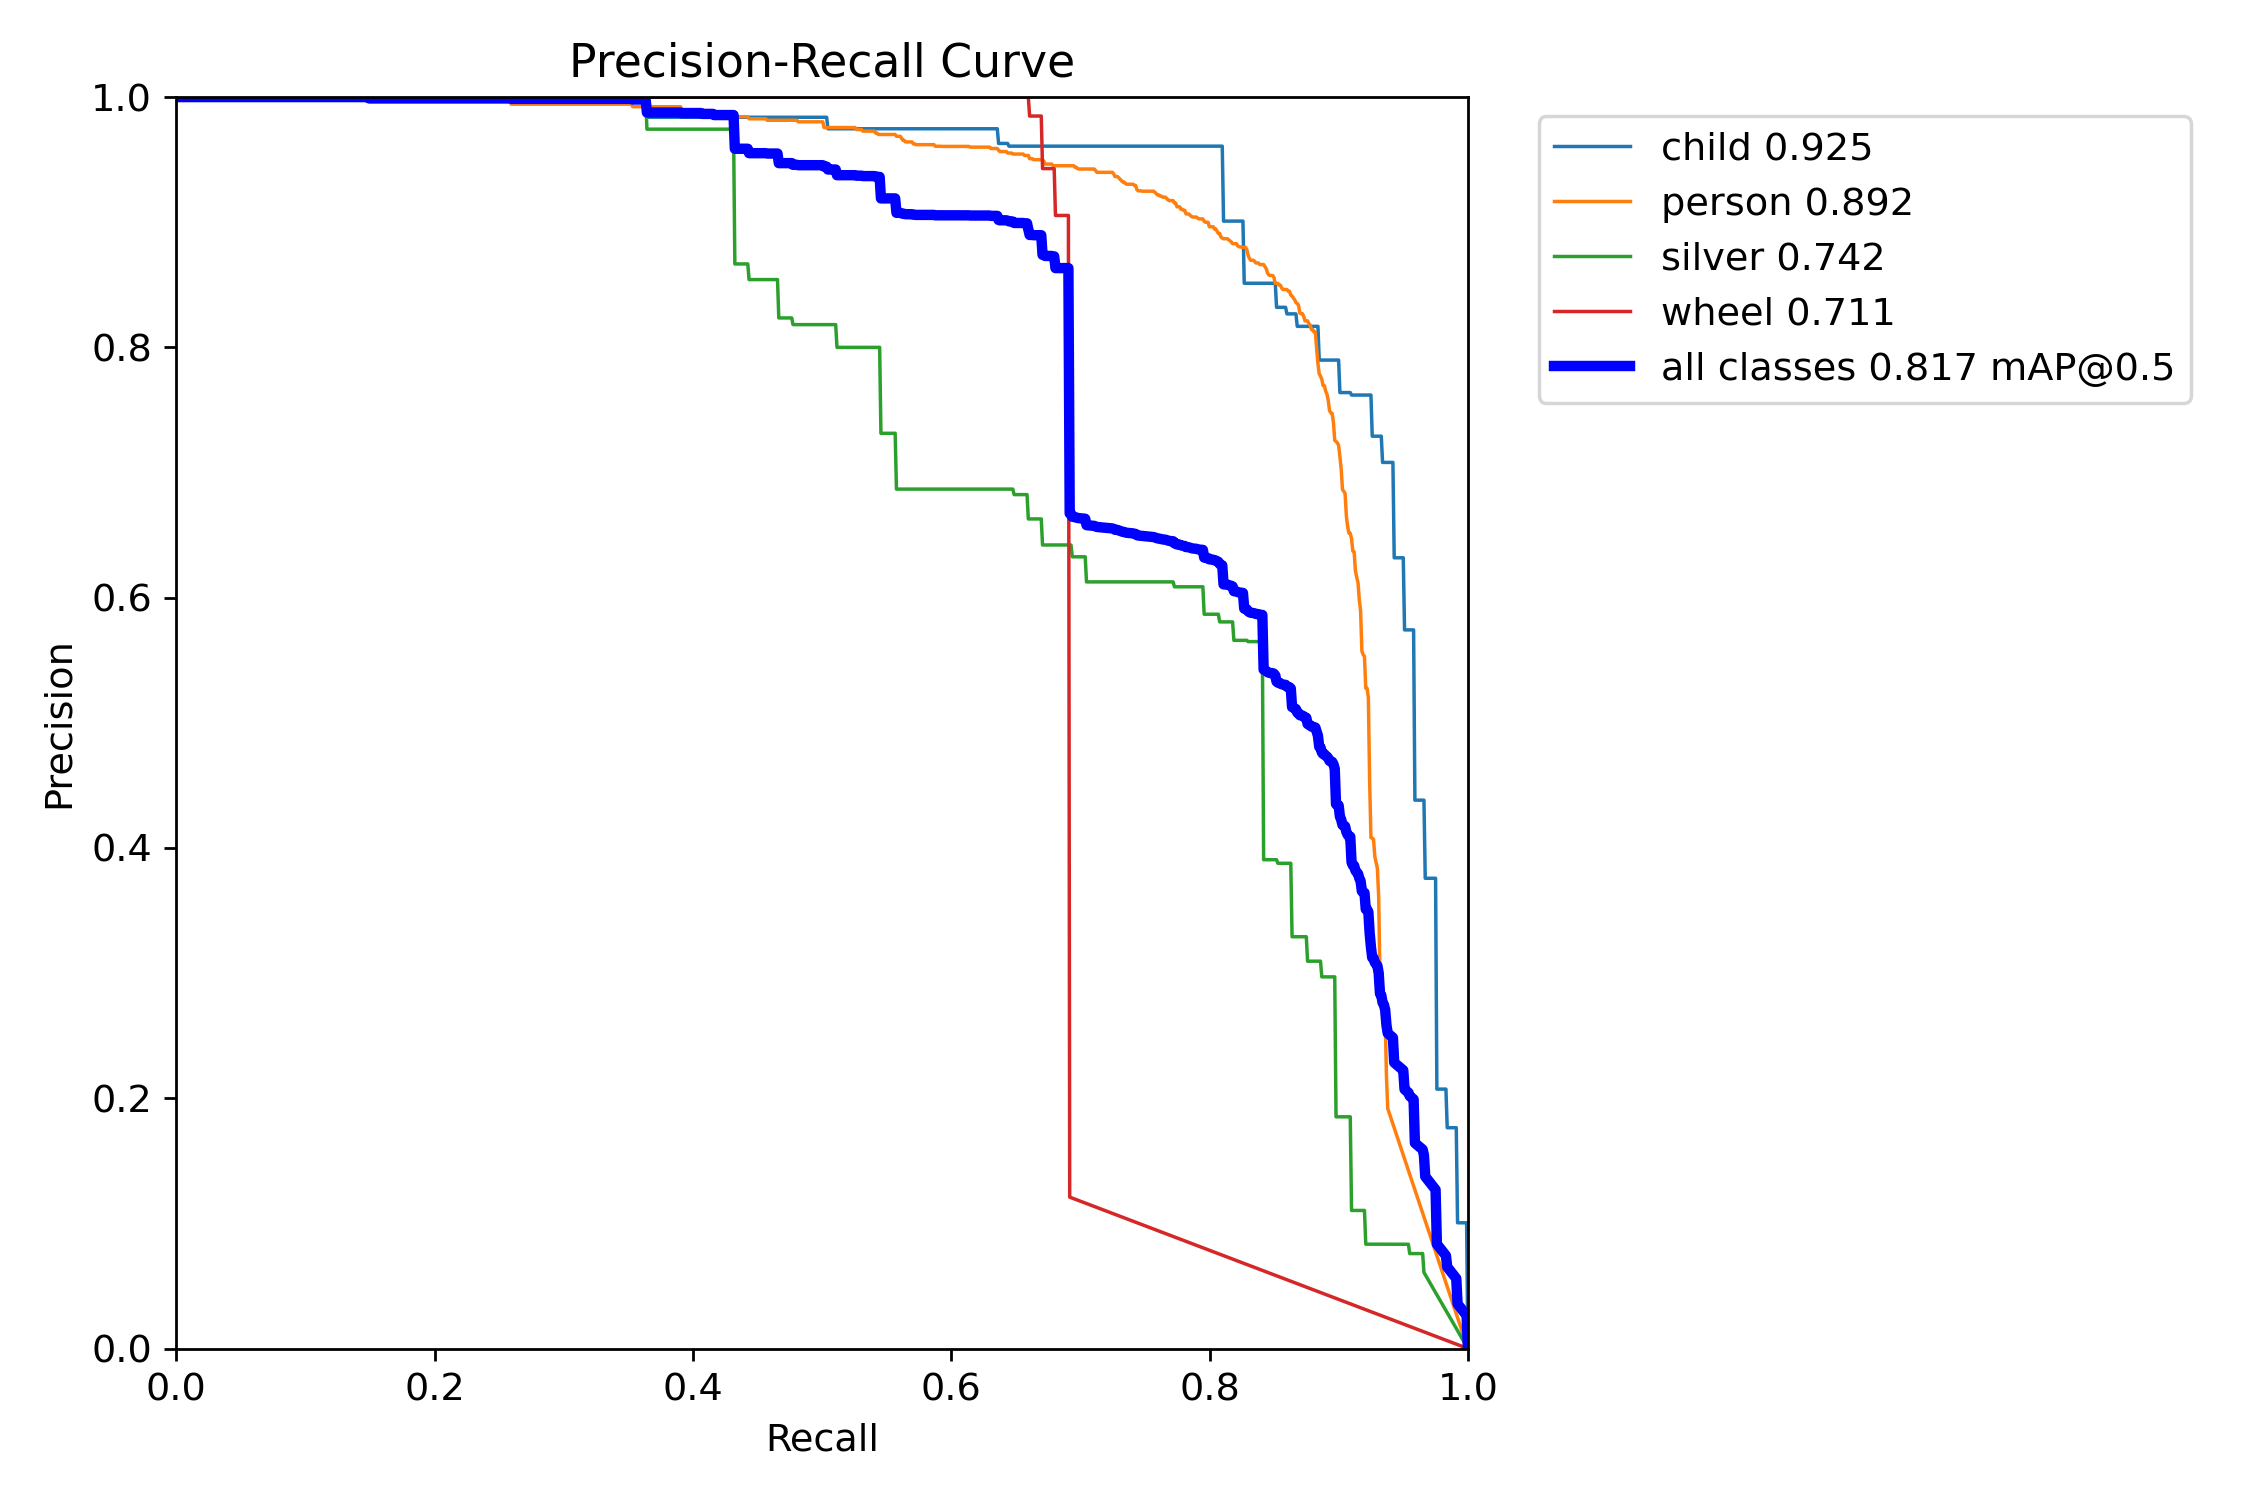 Precision-Recall Curve
1.0
0.8
0.6
0.4
0.2
0.0
Precision
0.0 0.2 0.4 0.6 0.8 1.0
Recall
child 0.925
person 0.892
silver 0.742
wheel 0.711
all classes 0.817 mAP@0.5